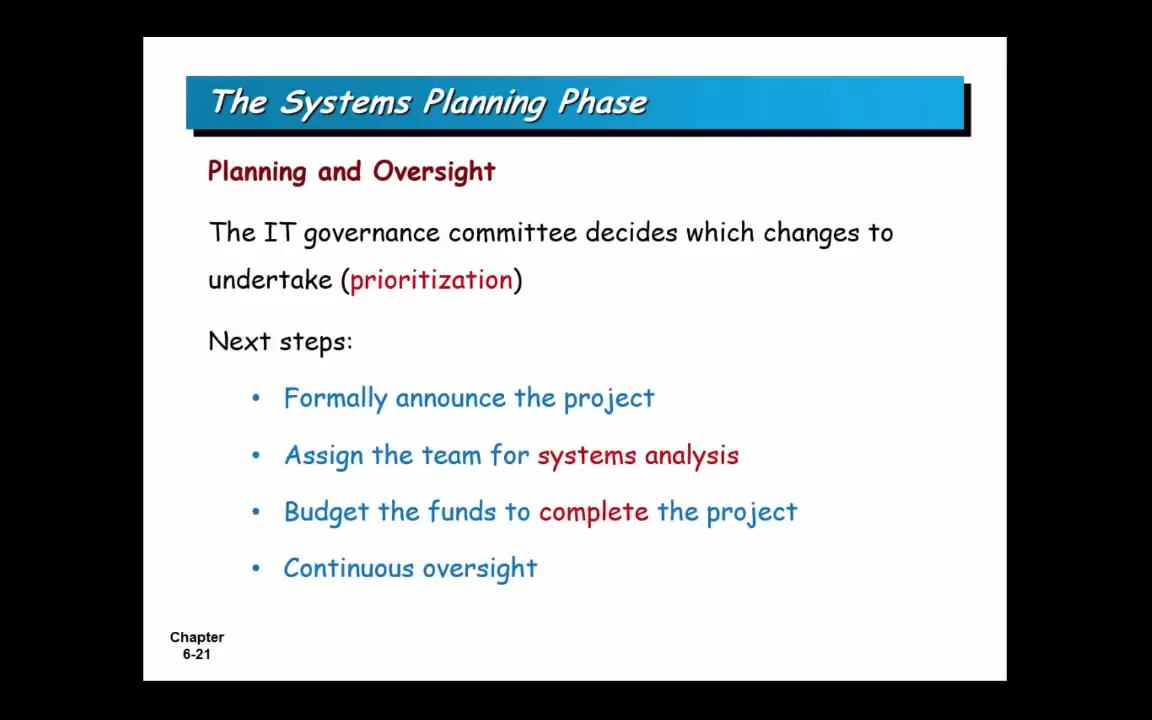 The Systems Planning Phase
Planning and Oversight
The IT governance committee decides which changes to
undertake (prioritization)
Next steps:
• Formally announce the project
• Assign the team for systems analysis
• Budget the funds to complete the project
• Continuous oversight
Chapter
6-21